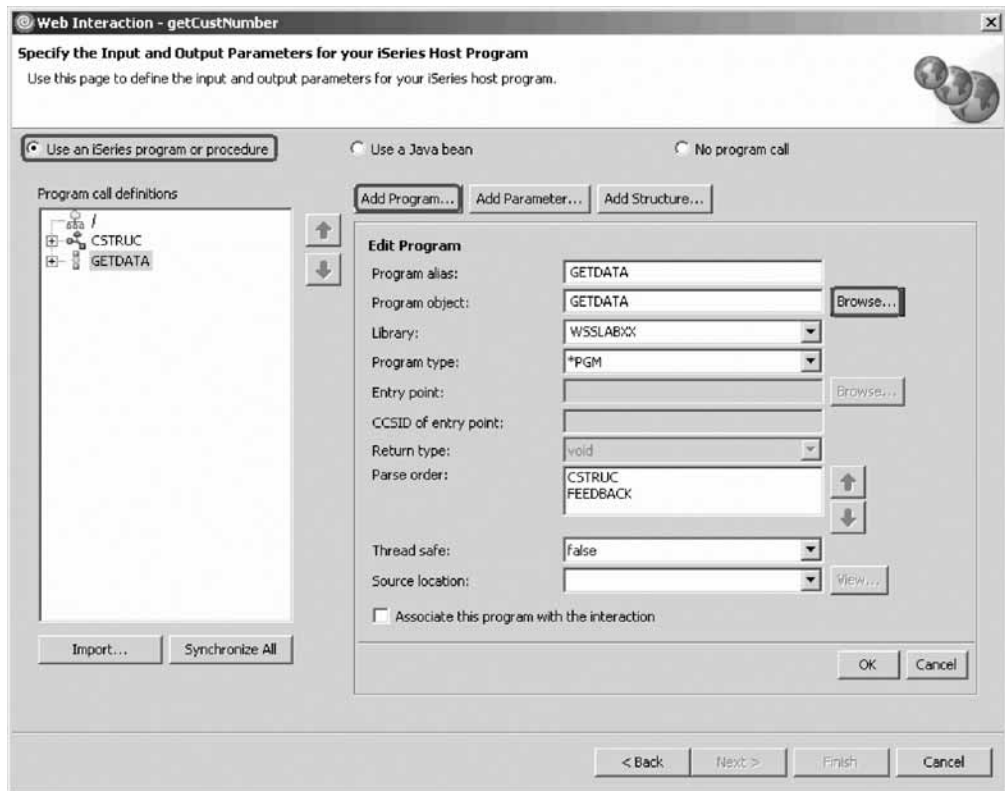 Web Interaction - getCustNumber
Specify the Input and Output Parameters for your iSeries Host Program
Use this page to define the input and output parameters for your iSeries host program.
Use an iSeries program or procedure
Use a Java bean
No program call
Program call definitions
/
CSTRUC
GETDATA
Add Program...
Add Parameter...
Add Structure...
Edit Program
Program alias: GETDATA
Program object: GETDATA Browse...
Library: WSSLABXX
Program type: *PGM
Entry point: Browse...
CCSID of entry point:
Return type: void
Parse order: CSTRUC
FEEDBACK
Thread safe: false
Source location: View...
Associate this program with the interaction
Import... Synchronize All
OK Cancel
< Back Next > Finish Cancel